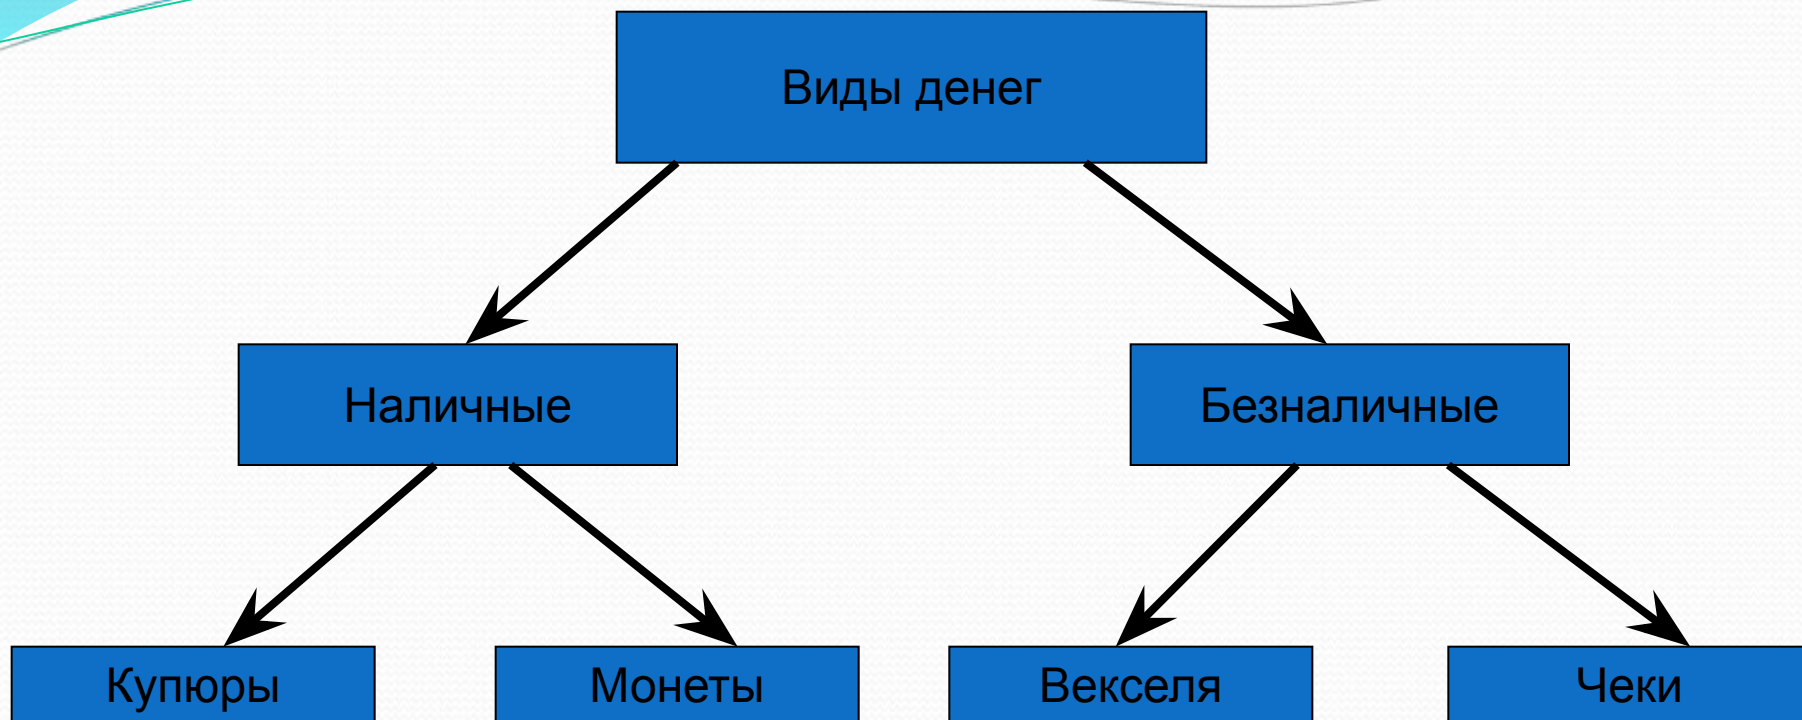 Виды денег
Наличные
Безналичные
Купюры
Монеты
Векселя
Чеки